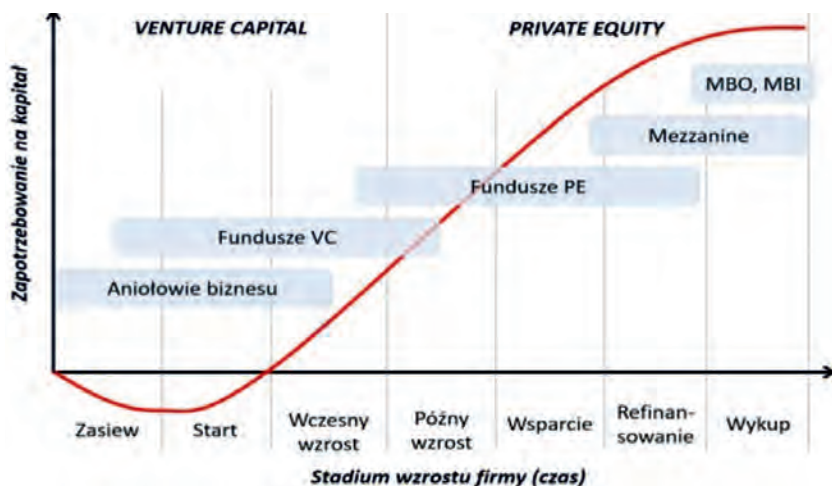 VENTURE CAPITAL
PRIVATE EQUITY
MBO, MBI
Mezzanine
Fundusze PE
Fundusze VC
Aniołowie biznesu
Zapotrzebowanie na kapitał
Zasiew
Start
Wczesny
wzrost
Późny
wzrost
Wsparcie
Refinan-
sowanie
Wykup
Stadium wzrostu firmy (czas)